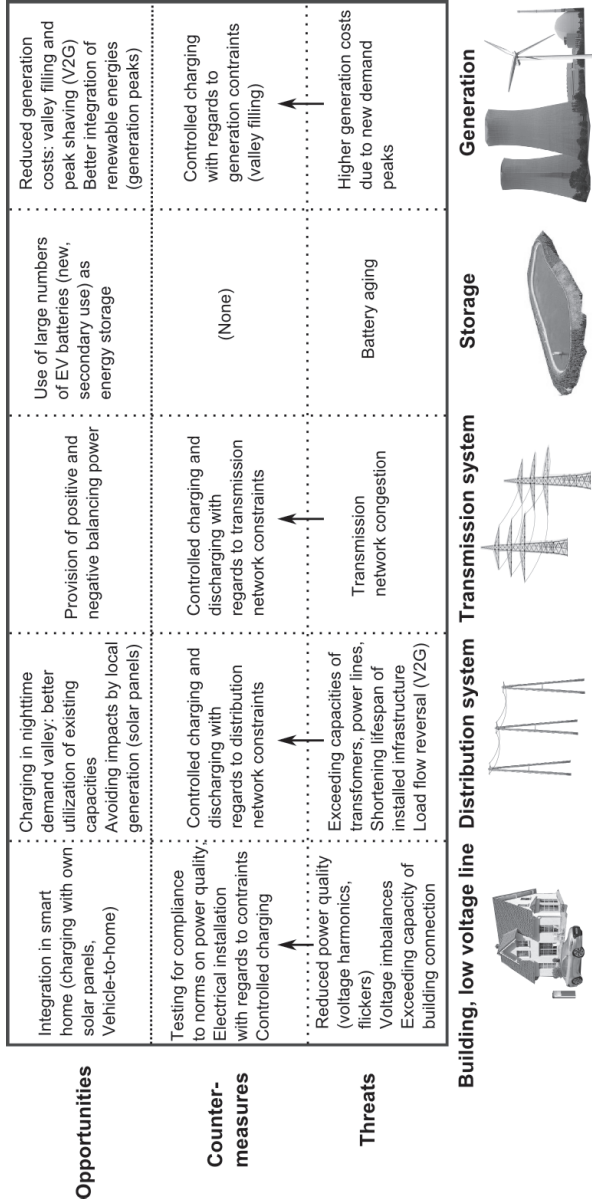 Opportunities
Integration in smart
home (charging with own
solar panels,
Vehicle-to-home)
Charging in nighttime
demand valley: better
utilization of existing
capacities
Avoiding impacts by local
generation (solar panels)
Provision of positive and
negative balancing power
Use of large numbers
of EV batteries (new,
secondary use) as
energy storage
Reduced generation
costs: valley filling and
peak shaving (V2G)
Better integration of
renewable energies
(generation peaks)
Counter-
measures
Testing for compliance
to norms on power quality,
Electrical installation
with regards to contraints
Controlled charging
Controlled charging and
discharging with
regards to distribution
network constraints
Controlled charging and
discharging with
regards to transmission
network constraints
(None)
Controlled charging
with regards to
generation contraints
(valley filling)
Threats
Reduced power quality
(voltage harmonics,
flickers)
Voltage imbalances
Exceeding capacity of
building connection
Exceeding capacities of
transfomers, power lines,
Shortening lifespan of
installed infrastructure
Load flow reversal (V2G)
Transmission
network congestion
Battery aging
Higher generation costs
due to new demand
peaks
Building, low voltage line
Distribution system
Transmission system
Storage
Generation